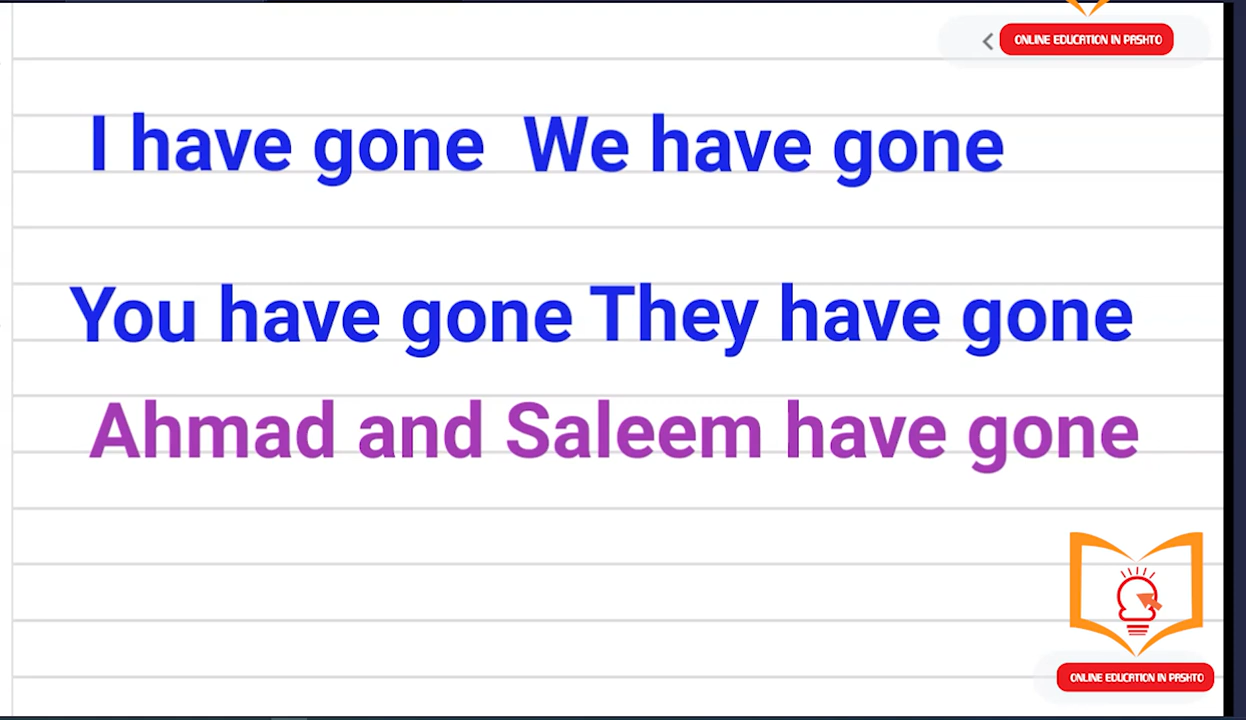 ONLINE EDUCATION IN PASHTO
I have gone We have gone
You have gone They have gone
Ahmad and Saleem have gone
ONLINE EDUCATION IN PASHTO